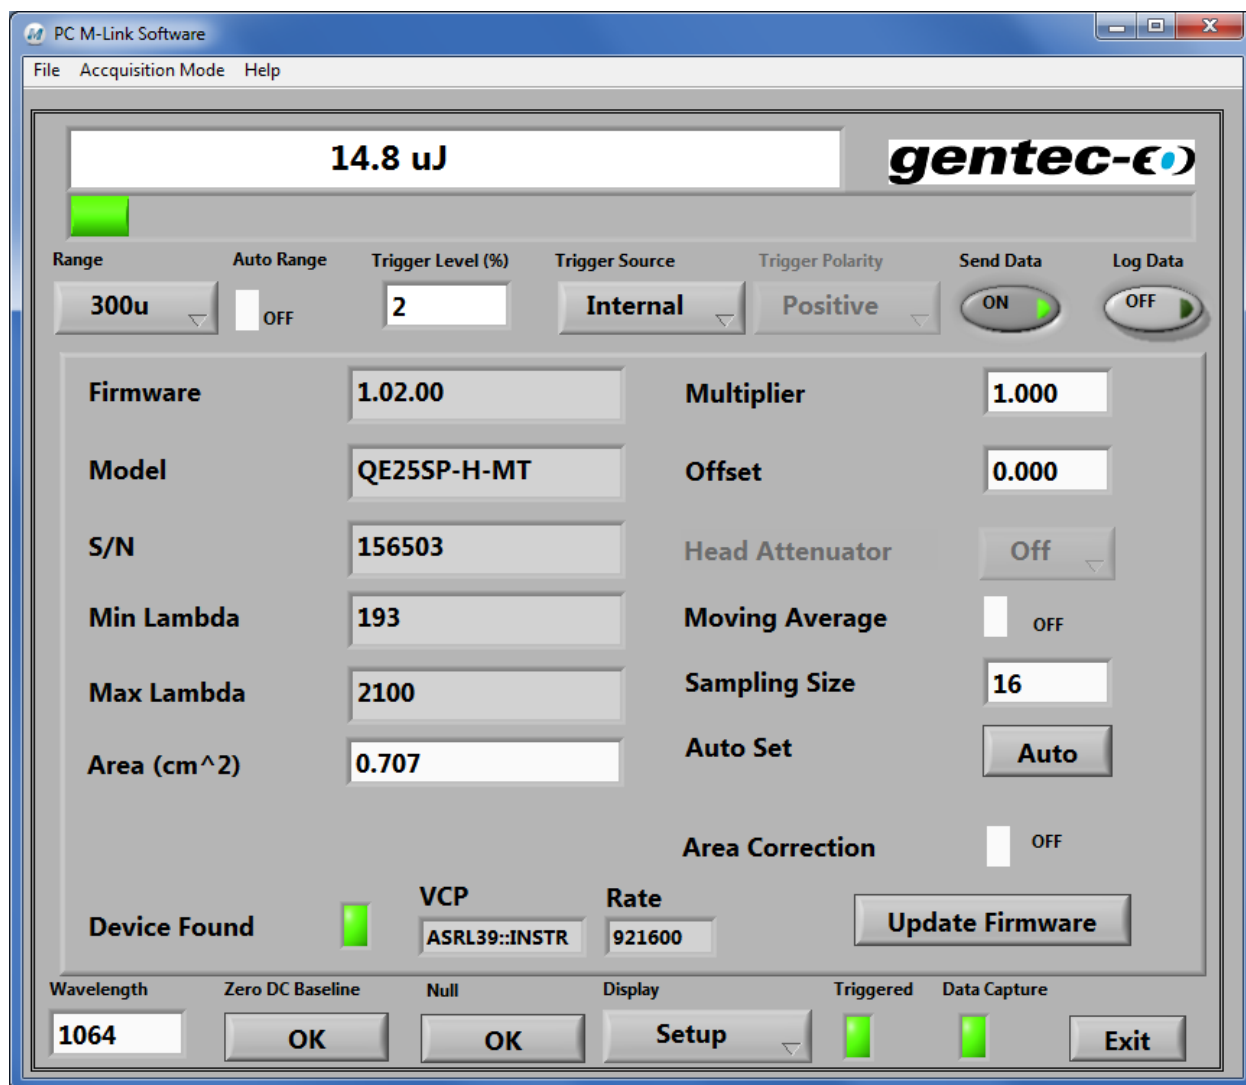 PC M-Link Software
File Accquisition Mode Help
14.8 uJ
gentec-EO
Range Auto Range Trigger Level (%) Trigger Source Trigger Polarity Send Data Log Data
300u OFF 2 Internal Positive ON OFF
Firmware 1.02.00 Multiplier 1.000
Model QE25SP-H-MT Offset 0.000
S/N 156503 Head Attenuator Off
Min Lambda 193 Moving Average OFF
Max Lambda 2100 Sampling Size 16
Area (cm^2) 0.707 Auto Set Auto
Area Correction OFF
VCP Rate
Device Found ASRL39::INSTR 921600 Update Firmware
Wavelength Zero DC Baseline Null Display Triggered Data Capture
1064 OK OK Setup Exit